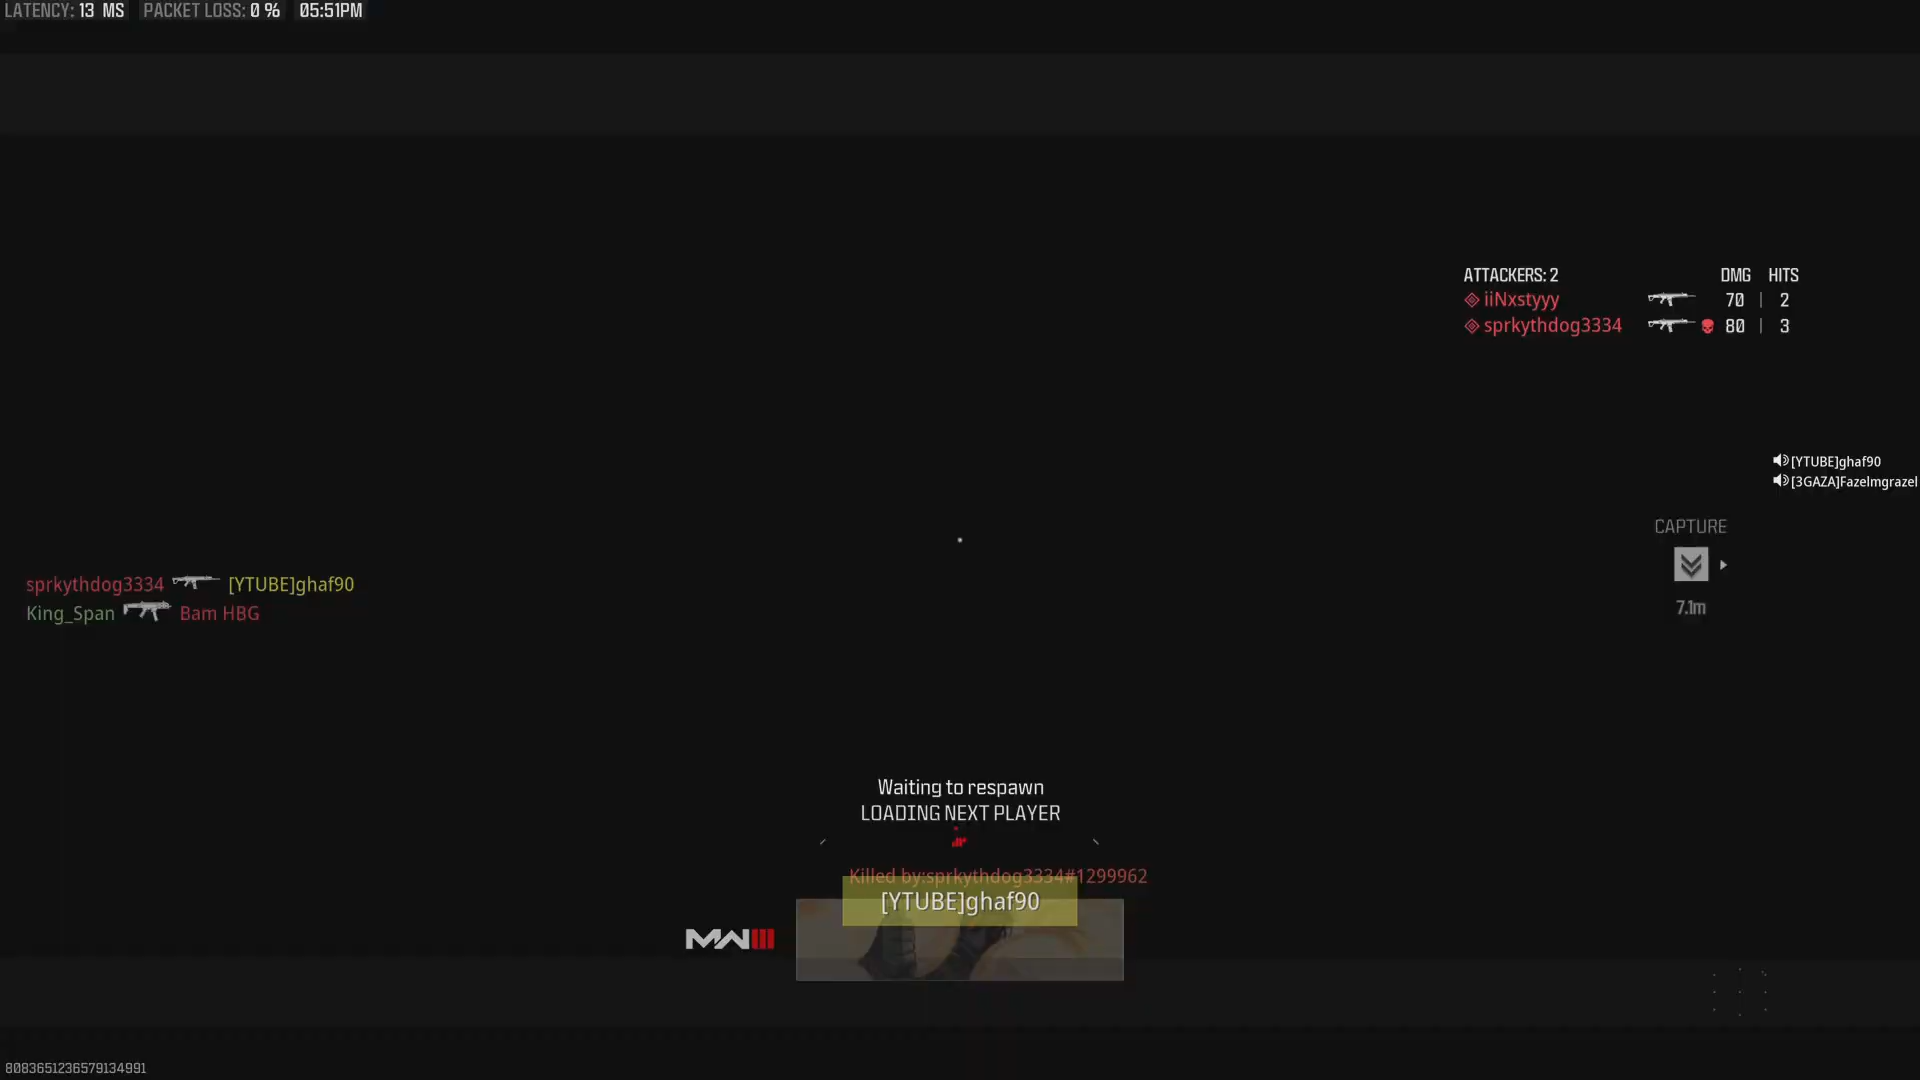 LATENCY: 13 MS PACKET LOSS: 0 % 05:51PM
ATTACKERS: 2 DMG HITS
iiNxstyyy 70 | 2
sprkythdog3334 80 | 3
[YTUBE]ghaf90
[3GAZA]Fazelmgrazel
CAPTURE
7.1m
sprkythdog3334 [YTUBE]ghaf90
King_Span Bam HBG
Waiting to respawn
LOADING NEXT PLAYER
Killed by:sprkythdog3334#1299962
[YTUBE]ghaf90
MWIII
8083651236579134991